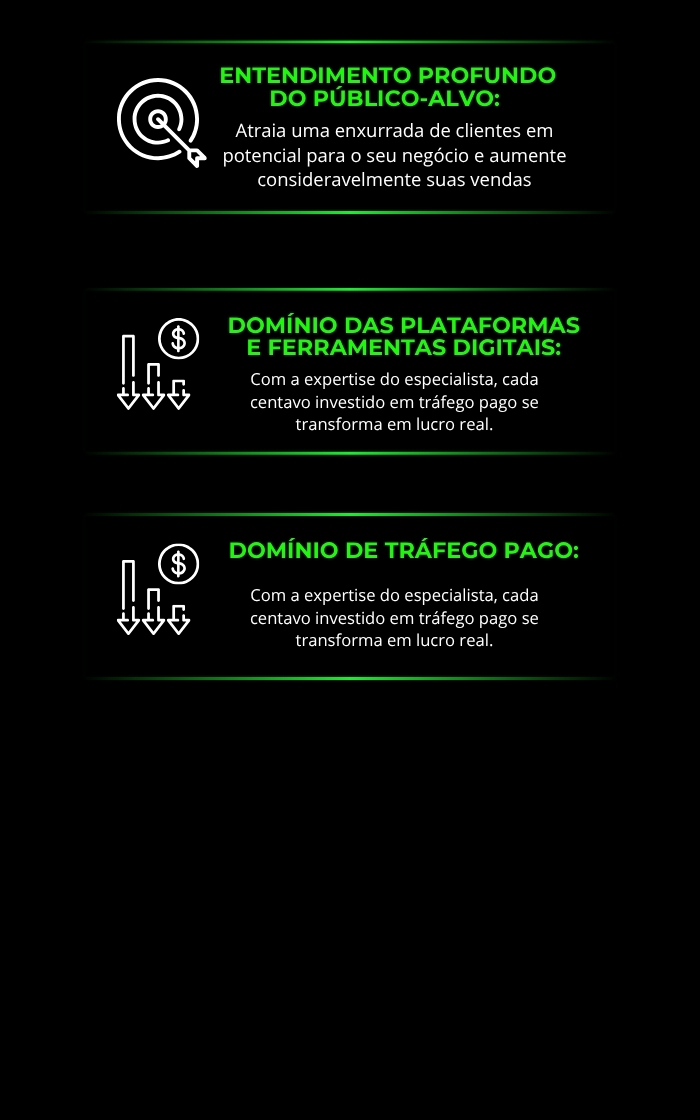 ENTENDIMENTO PROFUNDO
DO PÚBLICO-ALVO:
Atraia uma enxurrada de clientes em
potencial para o seu negócio e aumente
consideravelmente suas vendas
$
DOMÍNIO DAS PLATAFORMAS
E FERRAMENTAS DIGITAIS:
Com a expertise do especialista, cada
centavo investido em tráfego pago se
transforma em lucro real.
$
DOMÍNIO DE TRÁFEGO PAGO:
Com a expertise do especialista, cada
centavo investido em tráfego pago se
transforma em lucro real.